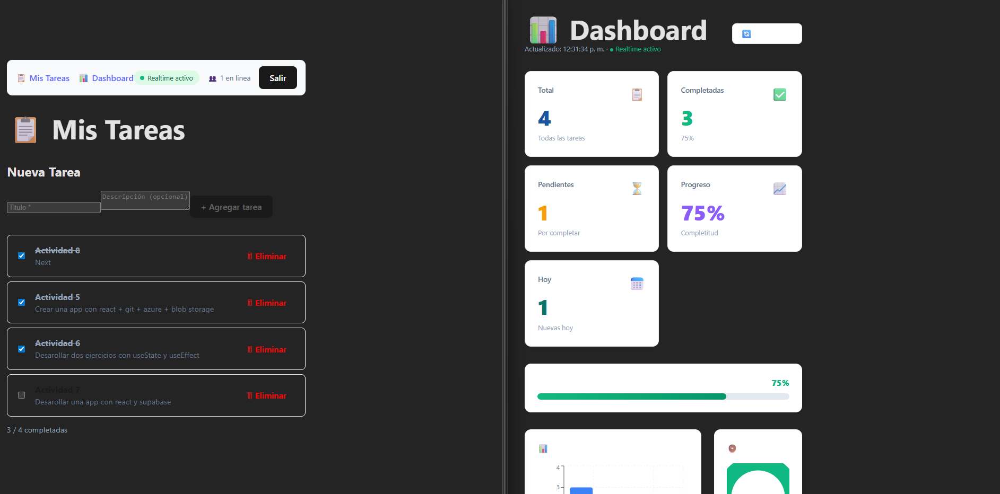 Mis Tareas Dashboard Realtime activo 1 en linea Salir
Mis Tareas
Nueva Tarea
Titulo * Descripción (opcional) + Agregar tarea
Actividad 8
Next
Eliminar
Actividad 5
Crear una app con react + git + azure + blob storage
Eliminar
Actividad 6
Desarollar dos ejercicios con useState y useEffect
Eliminar
Actividad 7
Desarollar una app con react y supabase
Eliminar
3 / 4 completadas
Dashboard
Actualizado: 12:31:34 p. m. · Realtime activo
Total
4
Todas las tareas
Completadas
3
75%
Pendientes
1
Por completar
Progreso
75%
Completitud
Hoy
1
Nuevas hoy
75%
4
3